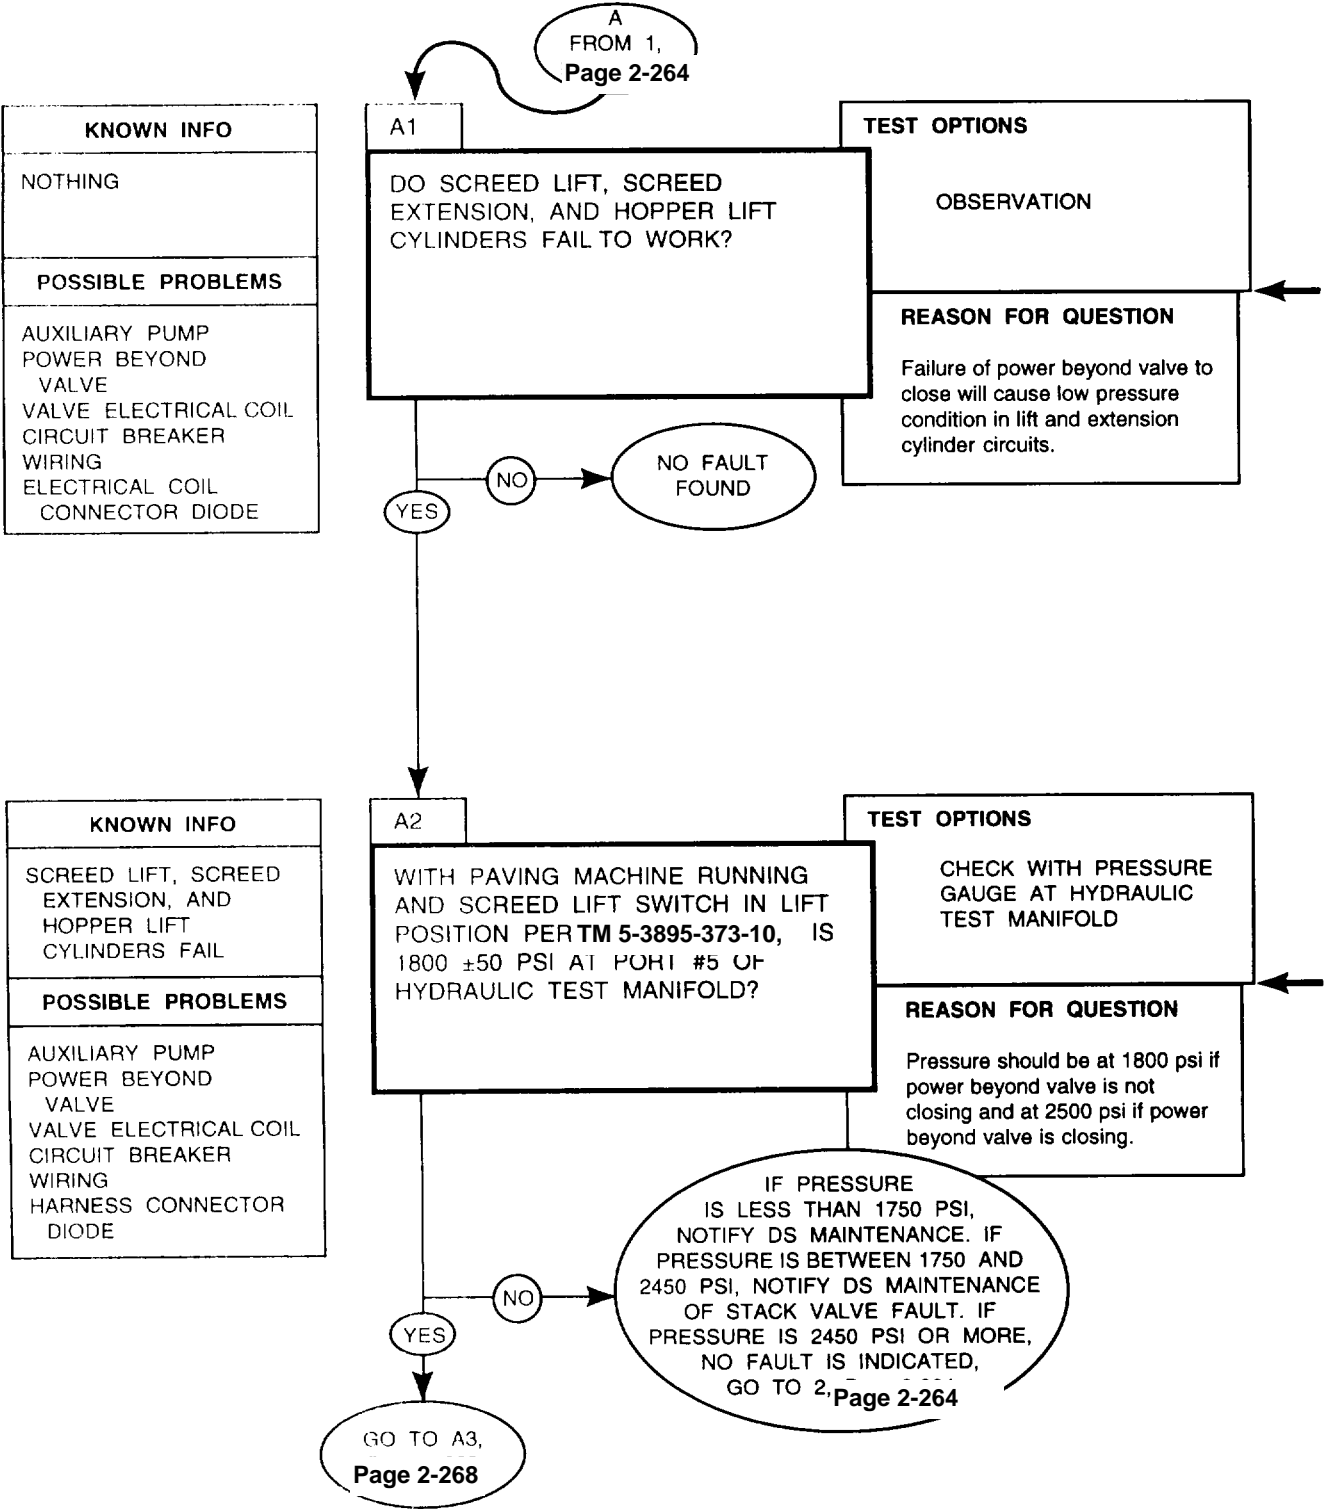 A
FROM 1,
Page 2-264
KNOWN INFO
NOTHING
POSSIBLE PROBLEMS
AUXILIARY PUMP
POWER BEYOND
VALVE
VALVE ELECTRICAL COIL
CIRCUIT BREAKER
WIRING
ELECTRICAL COIL
CONNECTOR DIODE
A1
DO SCREED LIFT, SCREED
EXTENSION, AND HOPPER LIFT
CYLINDERS FAIL TO WORK?
TEST OPTIONS
OBSERVATION
REASON FOR QUESTION
Failure of power beyond valve to
close will cause low pressure
condition in lift and extension
cylinder circuits.
NO
NO FAULT
FOUND
YES
KNOWN INFO
SCREED LIFT, SCREED
EXTENSION, AND
HOPPER LIFT
CYLINDERS FAIL
POSSIBLE PROBLEMS
AUXILIARY PUMP
POWER BEYOND
VALVE
VALVE ELECTRICAL COIL
CIRCUIT BREAKER
WIRING
HARNESS CONNECTOR
DIODE
A2
WITH PAVING MACHINE RUNNING
AND SCREED LIFT SWITCH IN LIFT
POSITION PER TM 5-3895-373-10, IS
1800 ±50 PSI AT PORT #5 OF
HYDRAULIC TEST MANIFOLD?
TEST OPTIONS
CHECK WITH PRESSURE
GAUGE AT HYDRAULIC
TEST MANIFOLD
REASON FOR QUESTION
Pressure should be at 1800 psi if
power beyond valve is not
closing and at 2500 psi if power
beyond valve is closing.
NO
IF PRESSURE
IS LESS THAN 1750 PSI,
NOTIFY DS MAINTENANCE. IF
PRESSURE IS BETWEEN 1750 AND
2450 PSI, NOTIFY DS MAINTENANCE
OF STACK VALVE FAULT. IF
PRESSURE IS 2450 PSI OR MORE,
NO FAULT IS INDICATED,
GO TO 2, Page 2-264
YES
GO TO A3,
Page 2-268